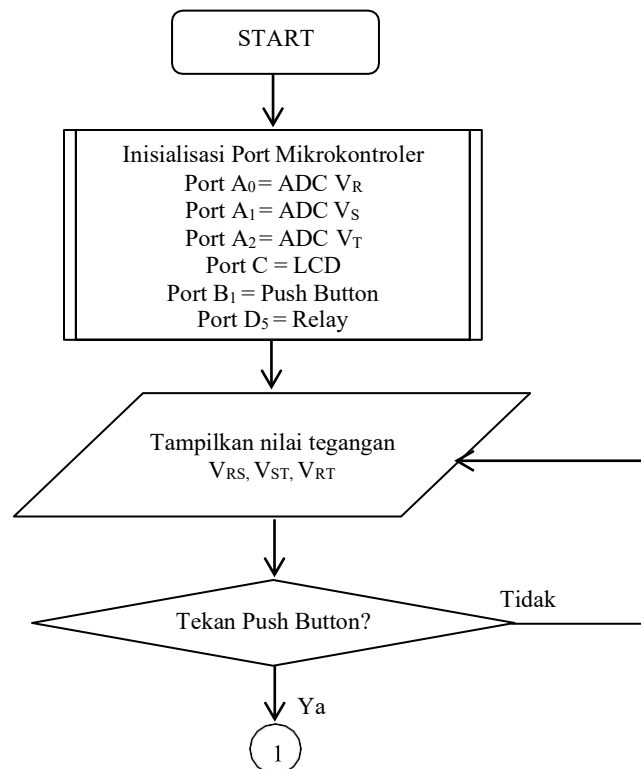 START
Inisialisasi Port Mikrokontroler
Port A₀ = ADC V_R
Port A₁ = ADC V_S
Port A₂ = ADC V_T
Port C = LCD
Port B₁ = Push Button
Port D₅ = Relay
Tampilkan nilai tegangan
V_RS, V_ST, V_RT
Tekan Push Button?
Tidak
Ya
1